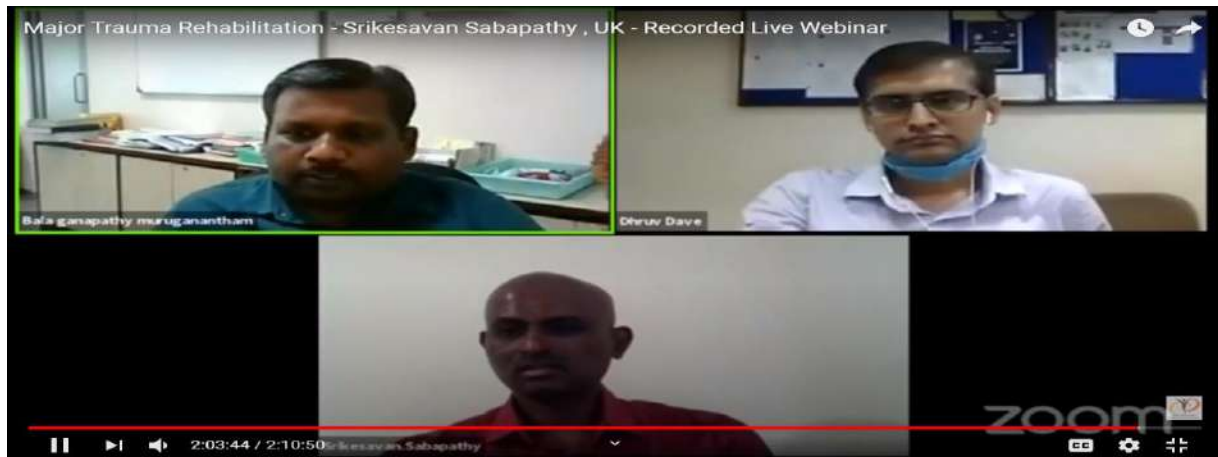 Major Trauma Rehabilitation - Srikesavan Sabapathy , UK - Recorded Live Webinar
Bala ganapathy muruganantham
Dhruv Dave
zoom
2:03:44 / 2:10:50
Srikesavan Sabapathy
CC